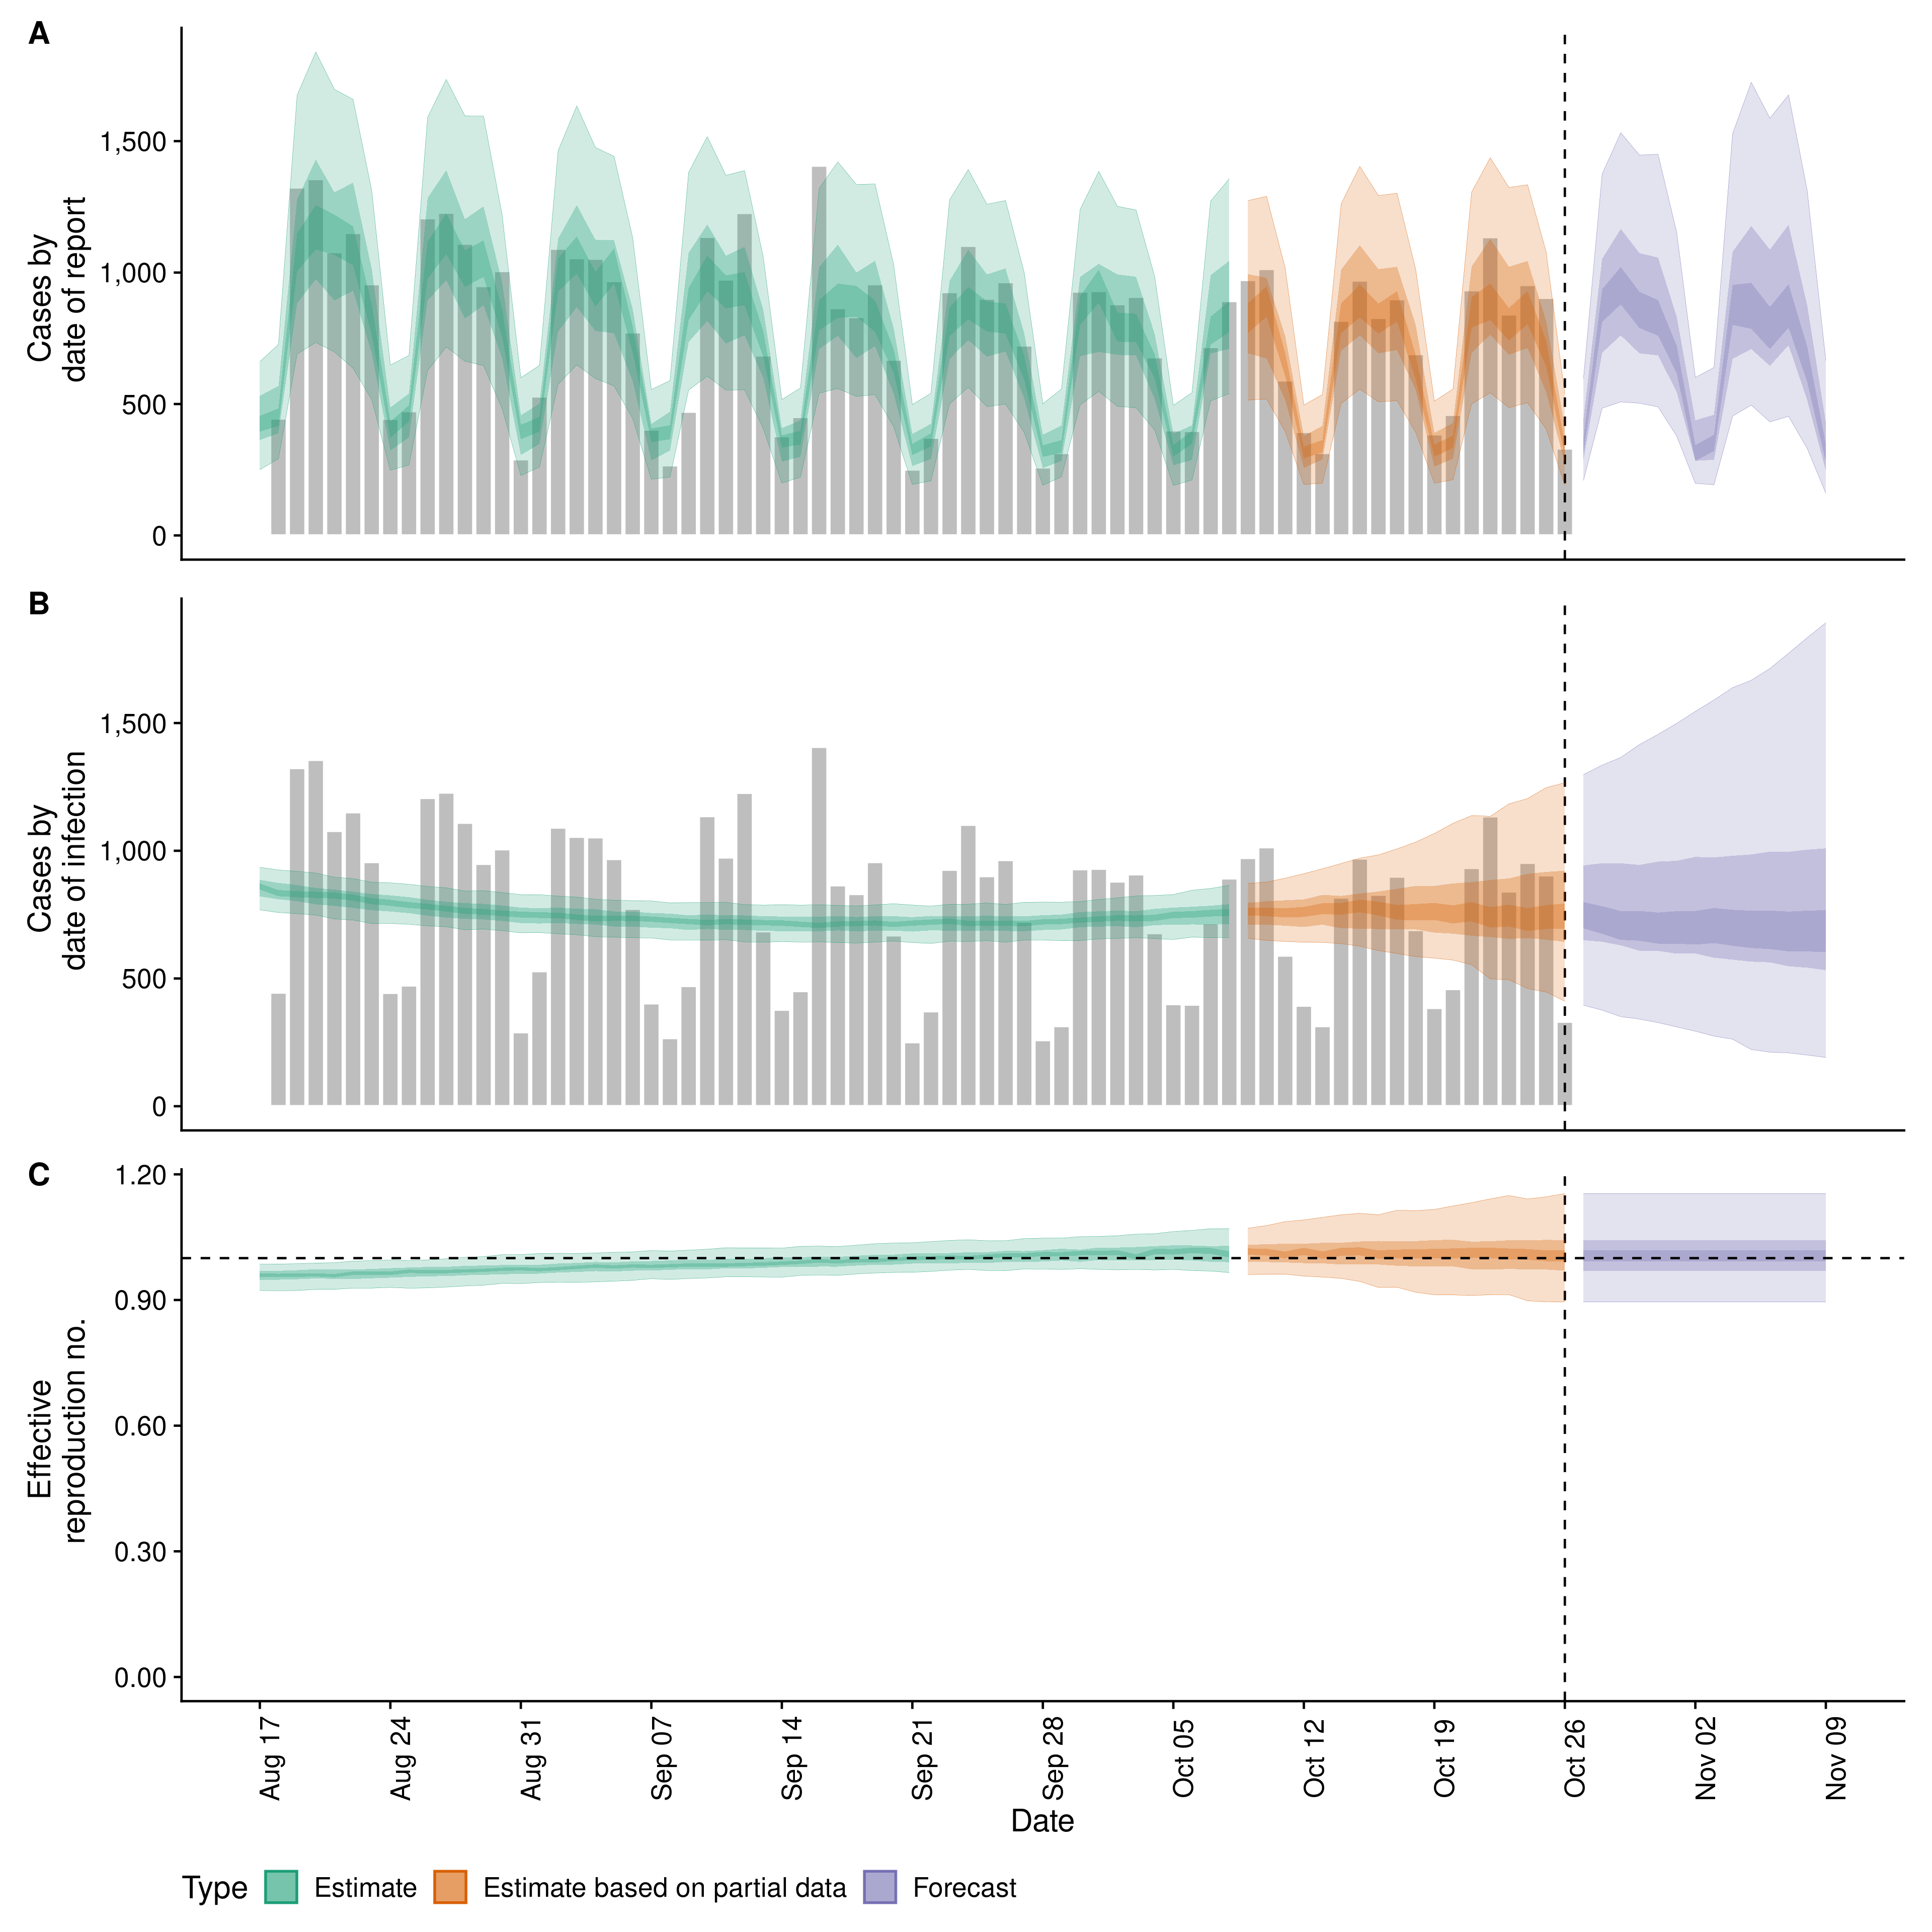 A
Cases by
date of report
1,500
1,000
500
0
B
Cases by
date of infection
1,500
1,000
500
0
C
Effective
reproduction no.
1.20
0.90
0.60
0.30
0.00
Aug 17
Aug 24
Aug 31
Sep 07
Sep 14
Sep 21
Sep 28
Oct 05
Oct 12
Oct 19
Oct 26
Nov 02
Nov 09
Date
Type Estimate Estimate based on partial data Forecast